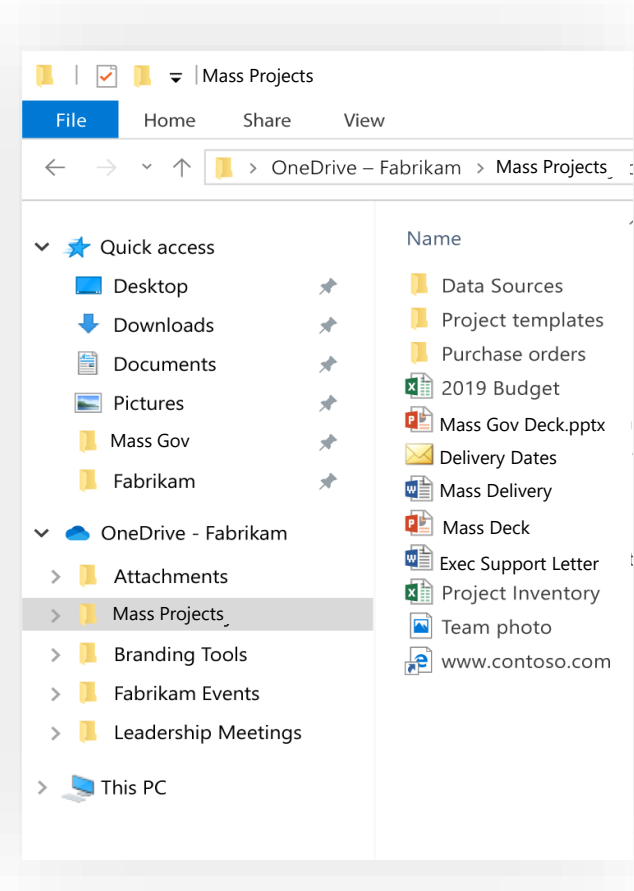 Mass Projects
File Home Share View
OneDrive – Fabrikam > Mass Projects
Quick access
Desktop
Downloads
Documents
Pictures
Mass Gov
Fabrikam
OneDrive - Fabrikam
Attachments
Mass Projects
Branding Tools
Fabrikam Events
Leadership Meetings
This PC
Name
Data Sources
Project templates
Purchase orders
2019 Budget
Mass Gov Deck.pptx
Delivery Dates
Mass Delivery
Mass Deck
Exec Support Letter
Project Inventory
Team photo
www.contoso.com